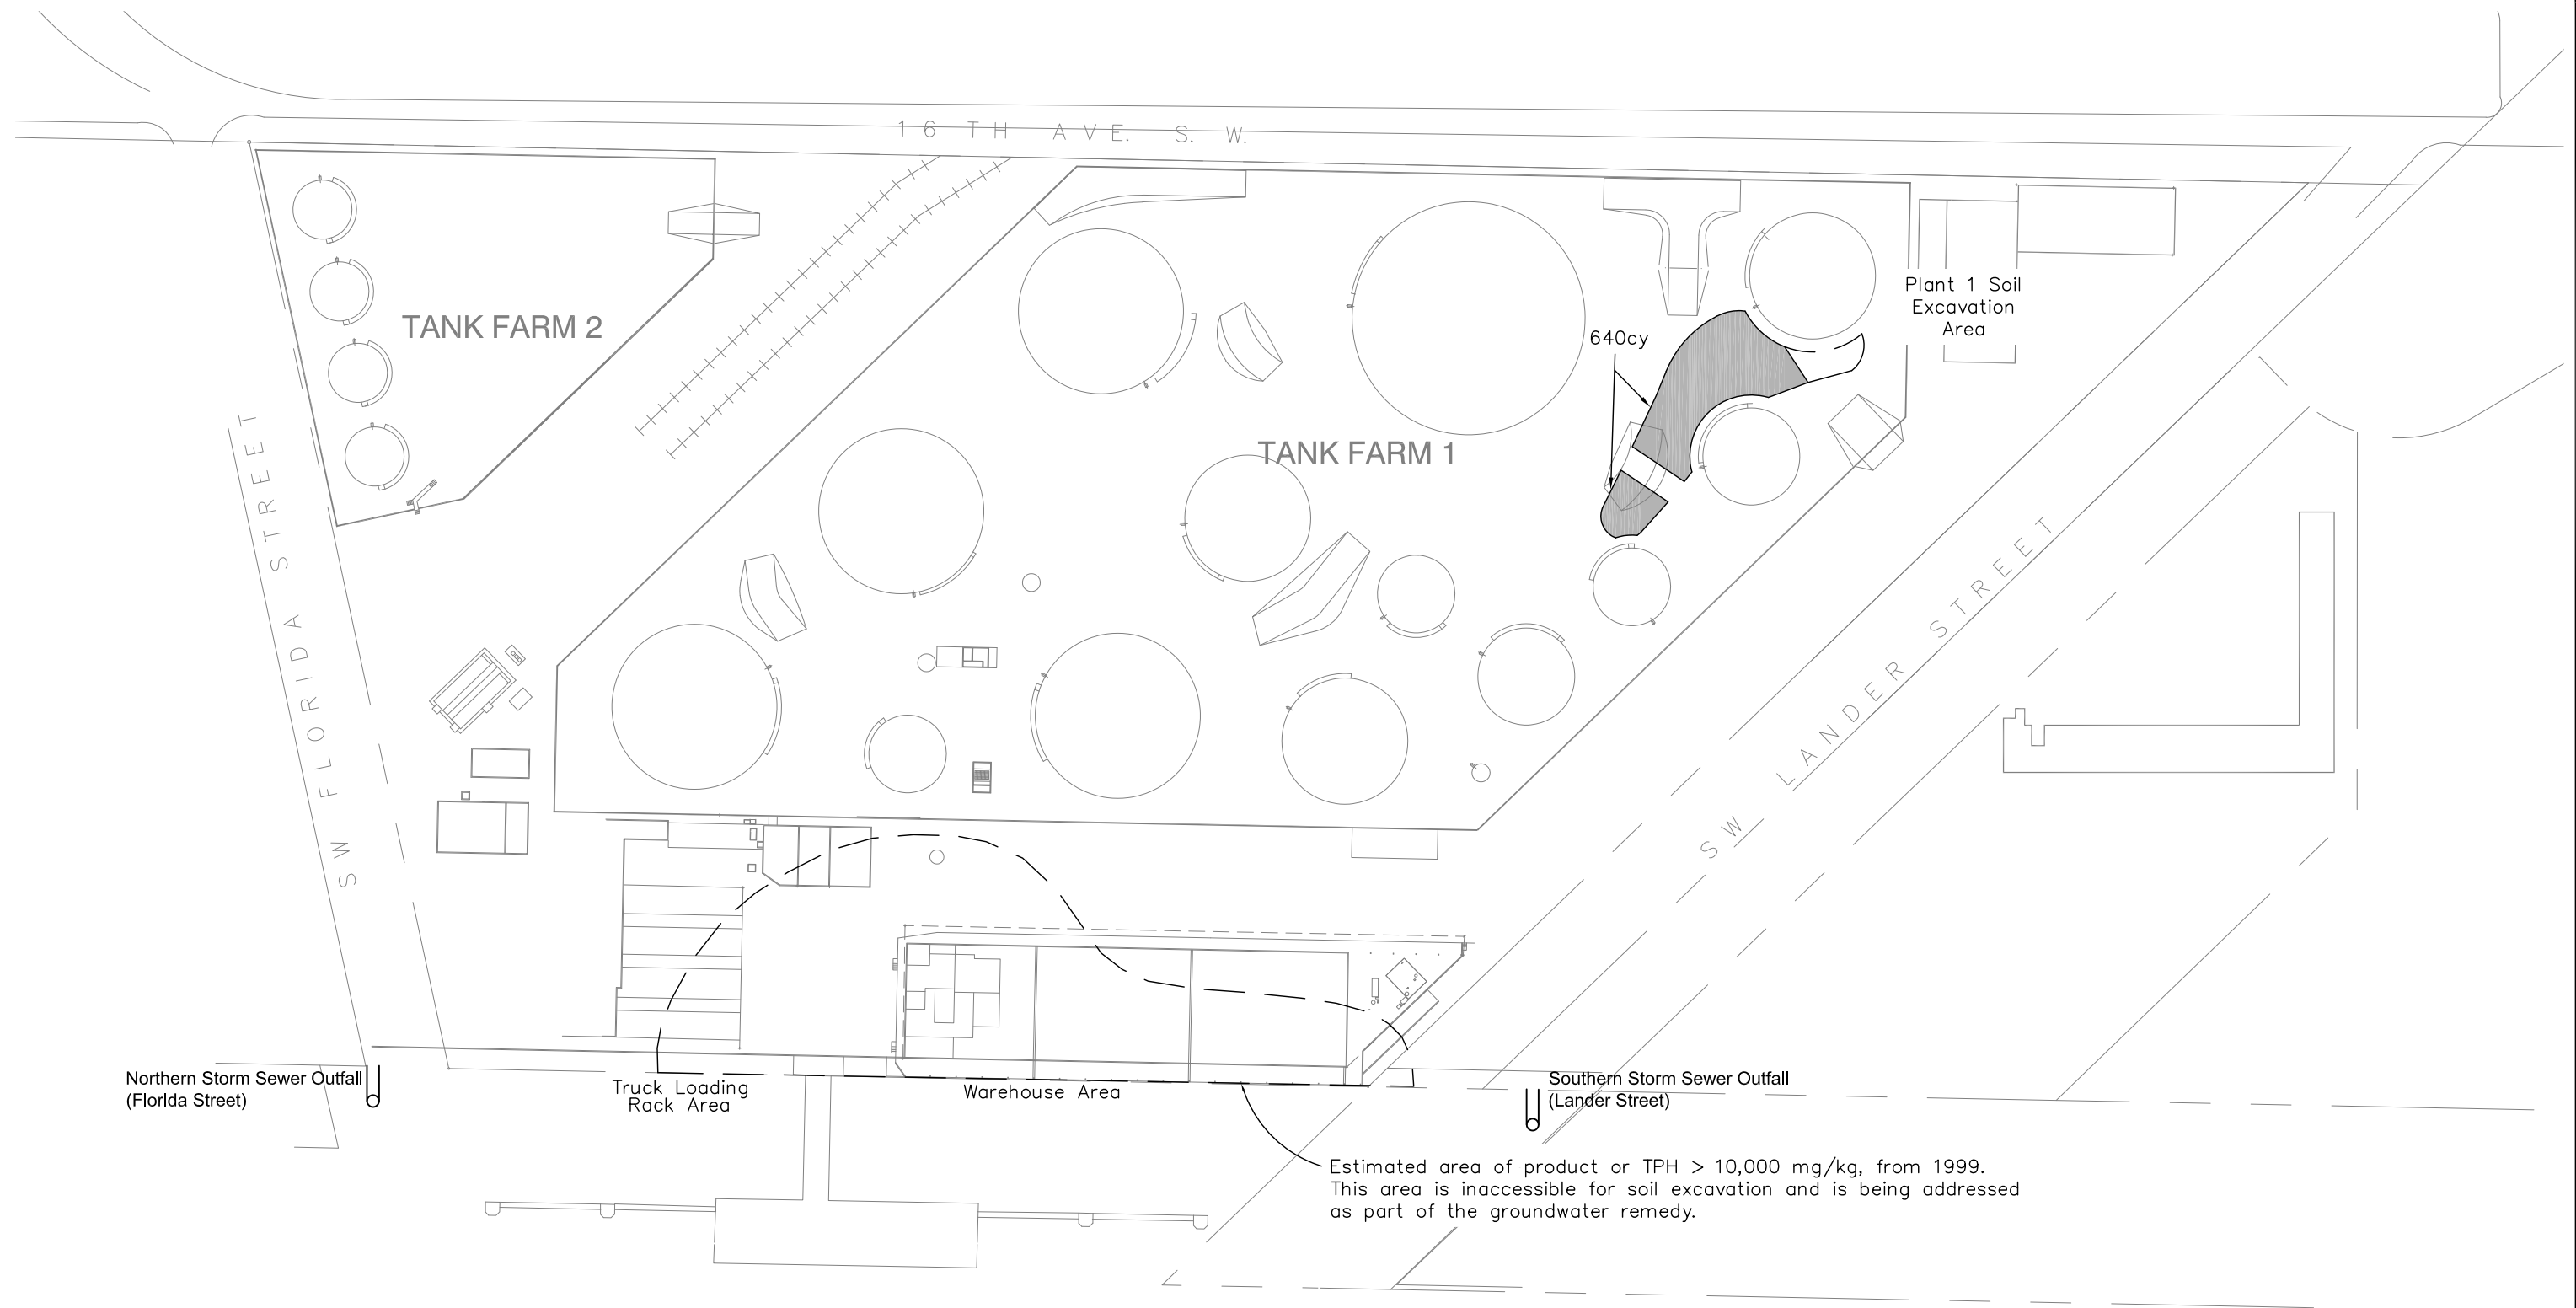 16TH AVE. S. W.
TANK FARM 2
Plant 1 Soil
Excavation
Area
640cy
TANK FARM 1
SW FLORIDA STREET
SW LANDER STREET
Northern Storm Sewer Outfall
(Florida Street)
Truck Loading
Rack Area
Warehouse Area
Southern Storm Sewer Outfall
(Lander Street)
Estimated area of product or TPH > 10,000 mg/kg, from 1999.
This area is inaccessible for soil excavation and is being addressed
as part of the groundwater remedy.